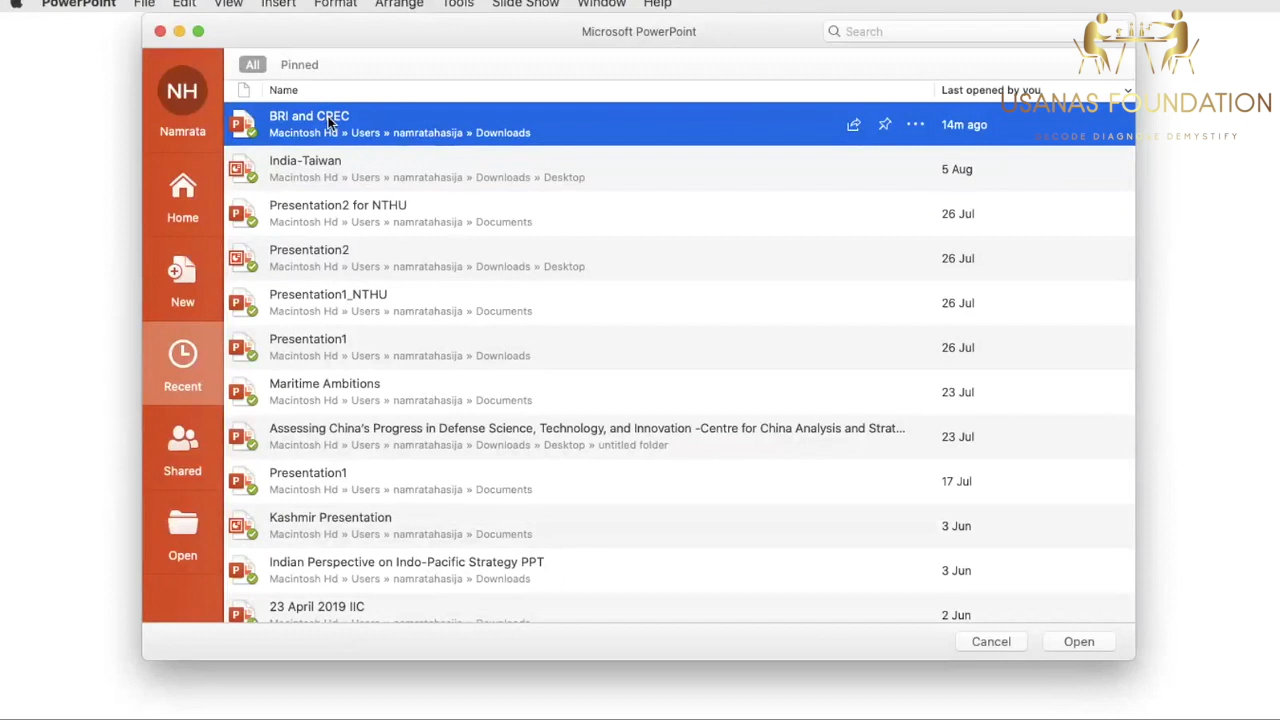 PowerPoint File Edit View Insert Format Arrange Tools Slide Show Window Help
Microsoft PowerPoint
Search
USANAS FOUNDATION
DECODE DIAGNOSE DEMYSTIFY
NH
Namrata
Home
New
Recent
Shared
Open
All Pinned
Name Last opened by you
BRI and CPEC
Macintosh Hd » Users » namratahasija » Downloads
14m ago
India-Taiwan
Macintosh Hd » Users » namratahasija » Downloads » Desktop
5 Aug
Presentation2 for NTHU
Macintosh Hd » Users » namratahasija » Documents
26 Jul
Presentation2
Macintosh Hd » Users » namratahasija » Downloads » Desktop
26 Jul
Presentation1_NTHU
Macintosh Hd » Users » namratahasija » Documents
26 Jul
Presentation1
Macintosh Hd » Users » namratahasija » Downloads
26 Jul
Maritime Ambitions
Macintosh Hd » Users » namratahasija » Documents
23 Jul
Assessing China's Progress in Defense Science, Technology, and Innovation -Centre for China Analysis and Strat...
Macintosh Hd » Users » namratahasija » Downloads » Desktop » untitled folder
23 Jul
Presentation1
Macintosh Hd » Users » namratahasija » Documents
17 Jul
Kashmir Presentation
Macintosh Hd » Users » namratahasija » Documents
3 Jun
Indian Perspective on Indo-Pacific Strategy PPT
Macintosh Hd » Users » namratahasija » Downloads
3 Jun
23 April 2019 IIC
2 Jun
Cancel Open